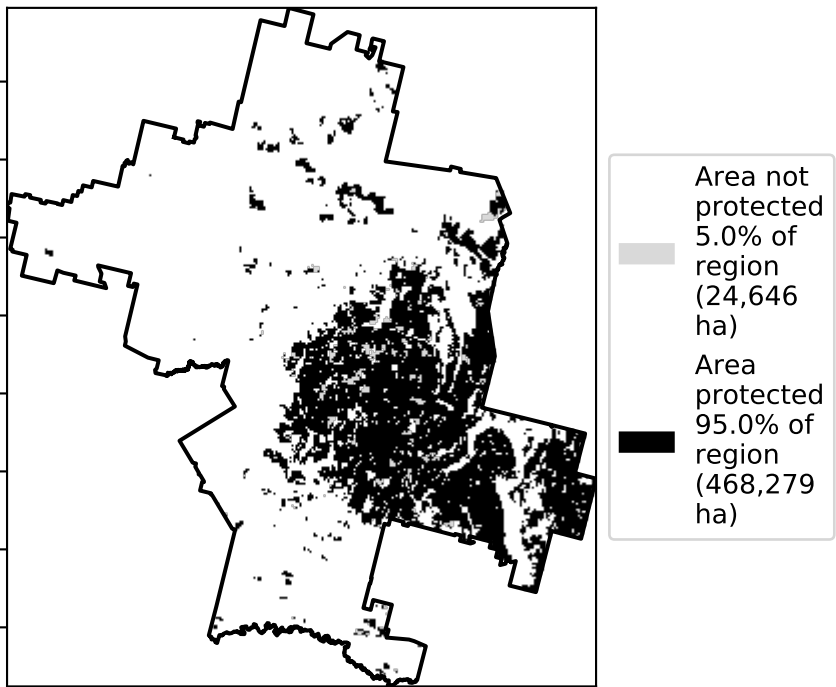 Area not
protected
5.0% of
region
(24,646
ha)
Area
protected
95.0% of
region
(468,279
ha)